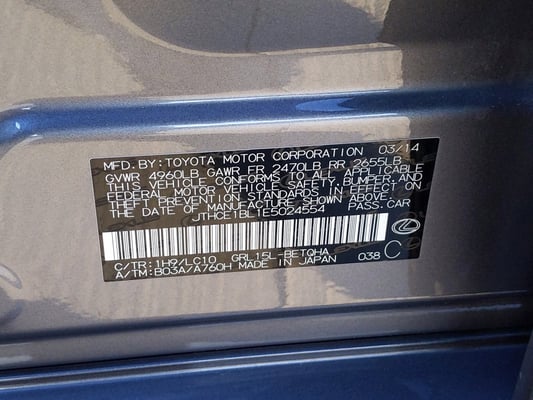 MFD.BY:TOYOTA MOTOR CORPORATION 03/14
GVWR 4960LB GAWR FR 2470LB RR 2655LB
THIS VEHICLE CONFORMS TO ALL APPLICABLE
FEDERAL MOTOR VEHICLE SAFETY, BUMPER, AND
THEFT PREVENTION STANDARDS IN EFFECT ON
THE DATE OF MANUFACTURE SHOWN ABOVE.
JTHCE1BL1E5024554 PASS.CAR
C/TR:1H9/LC10 GRL15L-BETQHA
A/TM:B03A/A760H MADE IN JAPAN 038 C